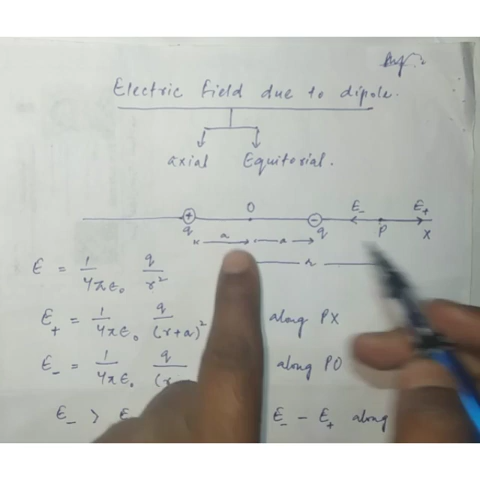 Electric field due to dipole.
axial Equitorial.
+ O − E_ E₊
q q P X
a a
r
E = 1/4πε₀ q/r²
E₊ = 1/4πε₀ q/(r+a)² along PX
E_ = 1/4πε₀ q/(r along PO
E_ > E E_ − E₊ along